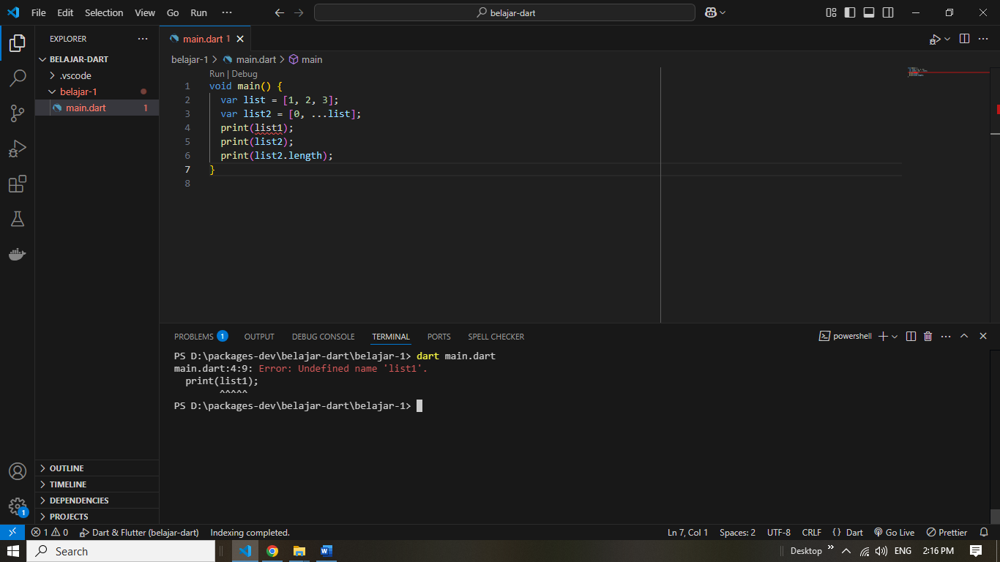 File Edit Selection View Go Run ··· belajar-dart
EXPLORER ···
BELAJAR-DART
.vscode
belajar-1
main.dart 1
OUTLINE
TIMELINE
DEPENDENCIES
PROJECTS
main.dart 1
belajar-1 > main.dart > main
Run | Debug
1 void main() {
2 var list = [1, 2, 3];
3 var list2 = [0, ...list];
4 print(list1);
5 print(list2);
6 print(list2.length);
7 }
8
PROBLEMS 1 OUTPUT DEBUG CONSOLE TERMINAL PORTS SPELL CHECKER powershell
PS D:\packages-dev\belajar-dart\belajar-1> dart main.dart
main.dart:4:9: Error: Undefined name 'list1'.
print(list1);
^^^^^
PS D:\packages-dev\belajar-dart\belajar-1>
1
1 0 Dart & Flutter (belajar-dart) Indexing completed. Ln 7, Col 1 Spaces: 2 UTF-8 CRLF {} Dart Go Live Prettier
Search Desktop ENG 2:16 PM